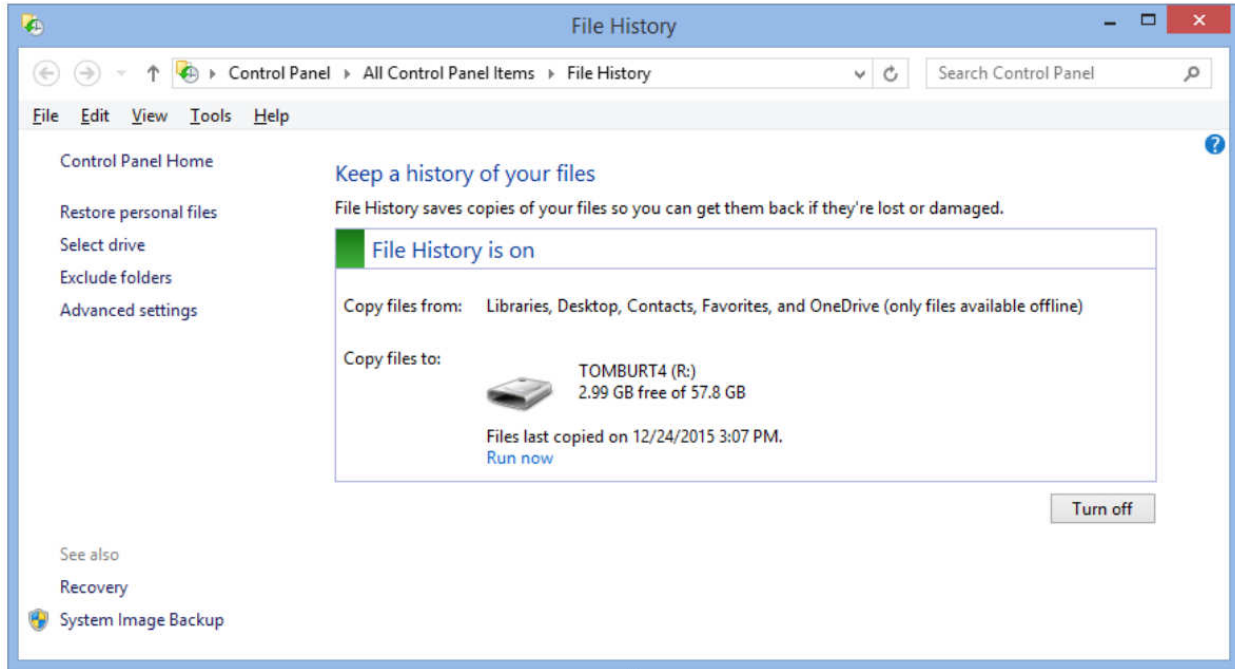 File History
Control Panel ▸ All Control Panel Items ▸ File History
Search Control Panel
File Edit View Tools Help
Control Panel Home
Restore personal files
Select drive
Exclude folders
Advanced settings
See also
Recovery
System Image Backup
?
Keep a history of your files
File History saves copies of your files so you can get them back if they're lost or damaged.
File History is on
Copy files from: Libraries, Desktop, Contacts, Favorites, and OneDrive (only files available offline)
Copy files to:
TOMBURT4 (R:)
2.99 GB free of 57.8 GB
Files last copied on 12/24/2015 3:07 PM.
Run now
Turn off